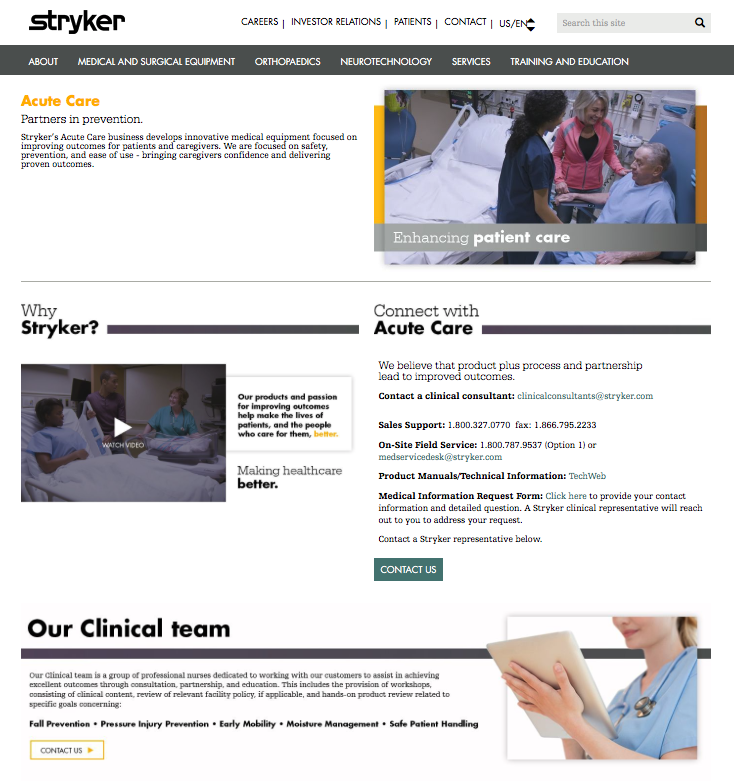 stryker
CAREERS | INVESTOR RELATIONS | PATIENTS | CONTACT | US/EN
Search this site
ABOUT MEDICAL AND SURGICAL EQUIPMENT ORTHOPAEDICS NEUROTECHNOLOGY SERVICES TRAINING AND EDUCATION
Acute Care
Partners in prevention.
Stryker's Acute Care business develops innovative medical equipment focused on
improving outcomes for patients and caregivers. We are focused on safety,
prevention, and ease of use - bringing caregivers confidence and delivering
proven outcomes.
Enhancing patient care
Why
Stryker?
WATCH VIDEO
Our products and passion
for improving outcomes
help make the lives of
patients, and the people
who care for them, better.
Making healthcare
better.
Connect with
Acute Care
We believe that product plus process and partnership
lead to improved outcomes.
Contact a clinical consultant: clinicalconsultants@stryker.com
Sales Support: 1.800.327.0770 fax: 1.866.795.2233
On-Site Field Service: 1.800.787.9537 (Option 1) or
medservicedesk@stryker.com
Product Manuals/Technical Information: TechWeb
Medical Information Request Form: Click here to provide your contact
information and detailed question. A Stryker clinical representative will reach
out to you to address your request.
Contact a Stryker representative below.
CONTACT US
Our Clinical team
Our Clinical team is a group of professional nurses dedicated to working with our customers to assist in achieving
excellent outcomes through consultation, partnership, and education. This includes the provision of workshops,
consisting of clinical content, review of relevant facility policy, if applicable, and hands-on product review related to
specific goals concerning:
Fall Prevention • Pressure Injury Prevention • Early Mobility • Moisture Management • Safe Patient Handling
CONTACT US